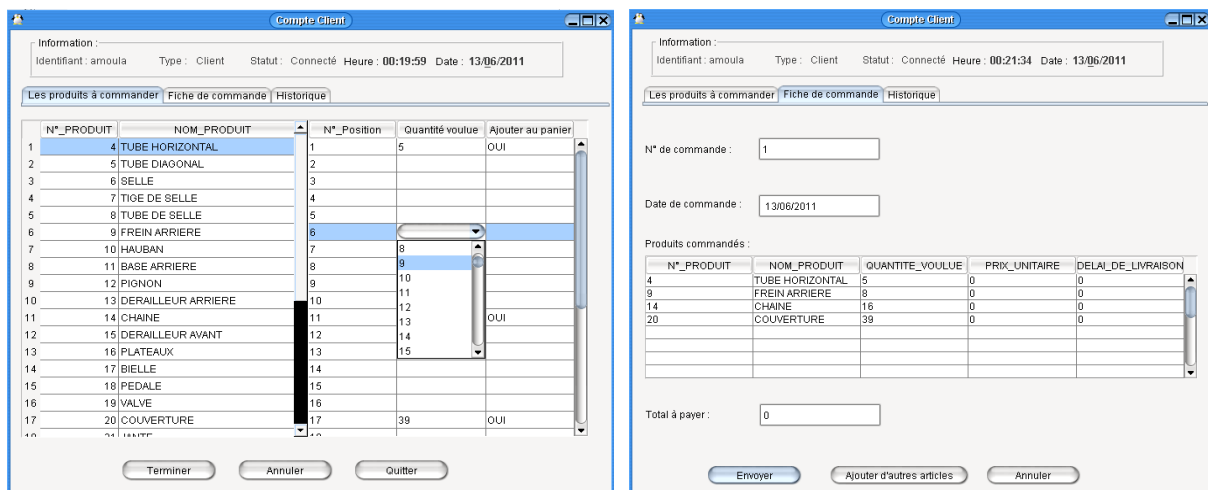 Compte Client
Information :
Identifiant : amoula Type : Client Statut : Connecté Heure : 00:19:59 Date : 13/06/2011
Les produits à commander Fiche de commande Historique
N°_PRODUIT NOM_PRODUIT N°_Position Quantité voulue Ajouter au panier
1 4 TUBE HORIZONTAL 1 5 OUI
2 5 TUBE DIAGONAL 2
3 6 SELLE 3
4 7 TIGE DE SELLE 4
5 8 TUBE DE SELLE 5
6 9 FREIN ARRIERE 6
7 10 HAUBAN 7 8
8 11 BASE ARRIERE 8 9
9 12 PIGNON 9 10
10 13 DERAILLEUR ARRIERE 10 11
11 14 CHAINE 11 12 OUI
12 15 DERAILLEUR AVANT 12 13
13 16 PLATEAUX 13 14
14 17 BIELLE 14 15
15 18 PEDALE 15
16 19 VALVE 16
17 20 COUVERTURE 17 39 OUI
Terminer Annuler Quitter
Compte Client
Information :
Identifiant : amoula Type : Client Statut : Connecté Heure : 00:21:34 Date : 13/06/2011
Les produits à commander Fiche de commande Historique
N° de commande : 1
Date de commande : 13/06/2011
Produits commandés :
N°_PRODUIT NOM_PRODUIT QUANTITE_VOULUE PRIX_UNITAIRE DELAI_DE_LIVRAISON
4 TUBE HORIZONTAL 5 0 0
9 FREIN ARRIERE 8 0 0
14 CHAINE 16 0 0
20 COUVERTURE 39 0 0
Total à payer : 0
Envoyer Ajouter d'autres articles Annuler